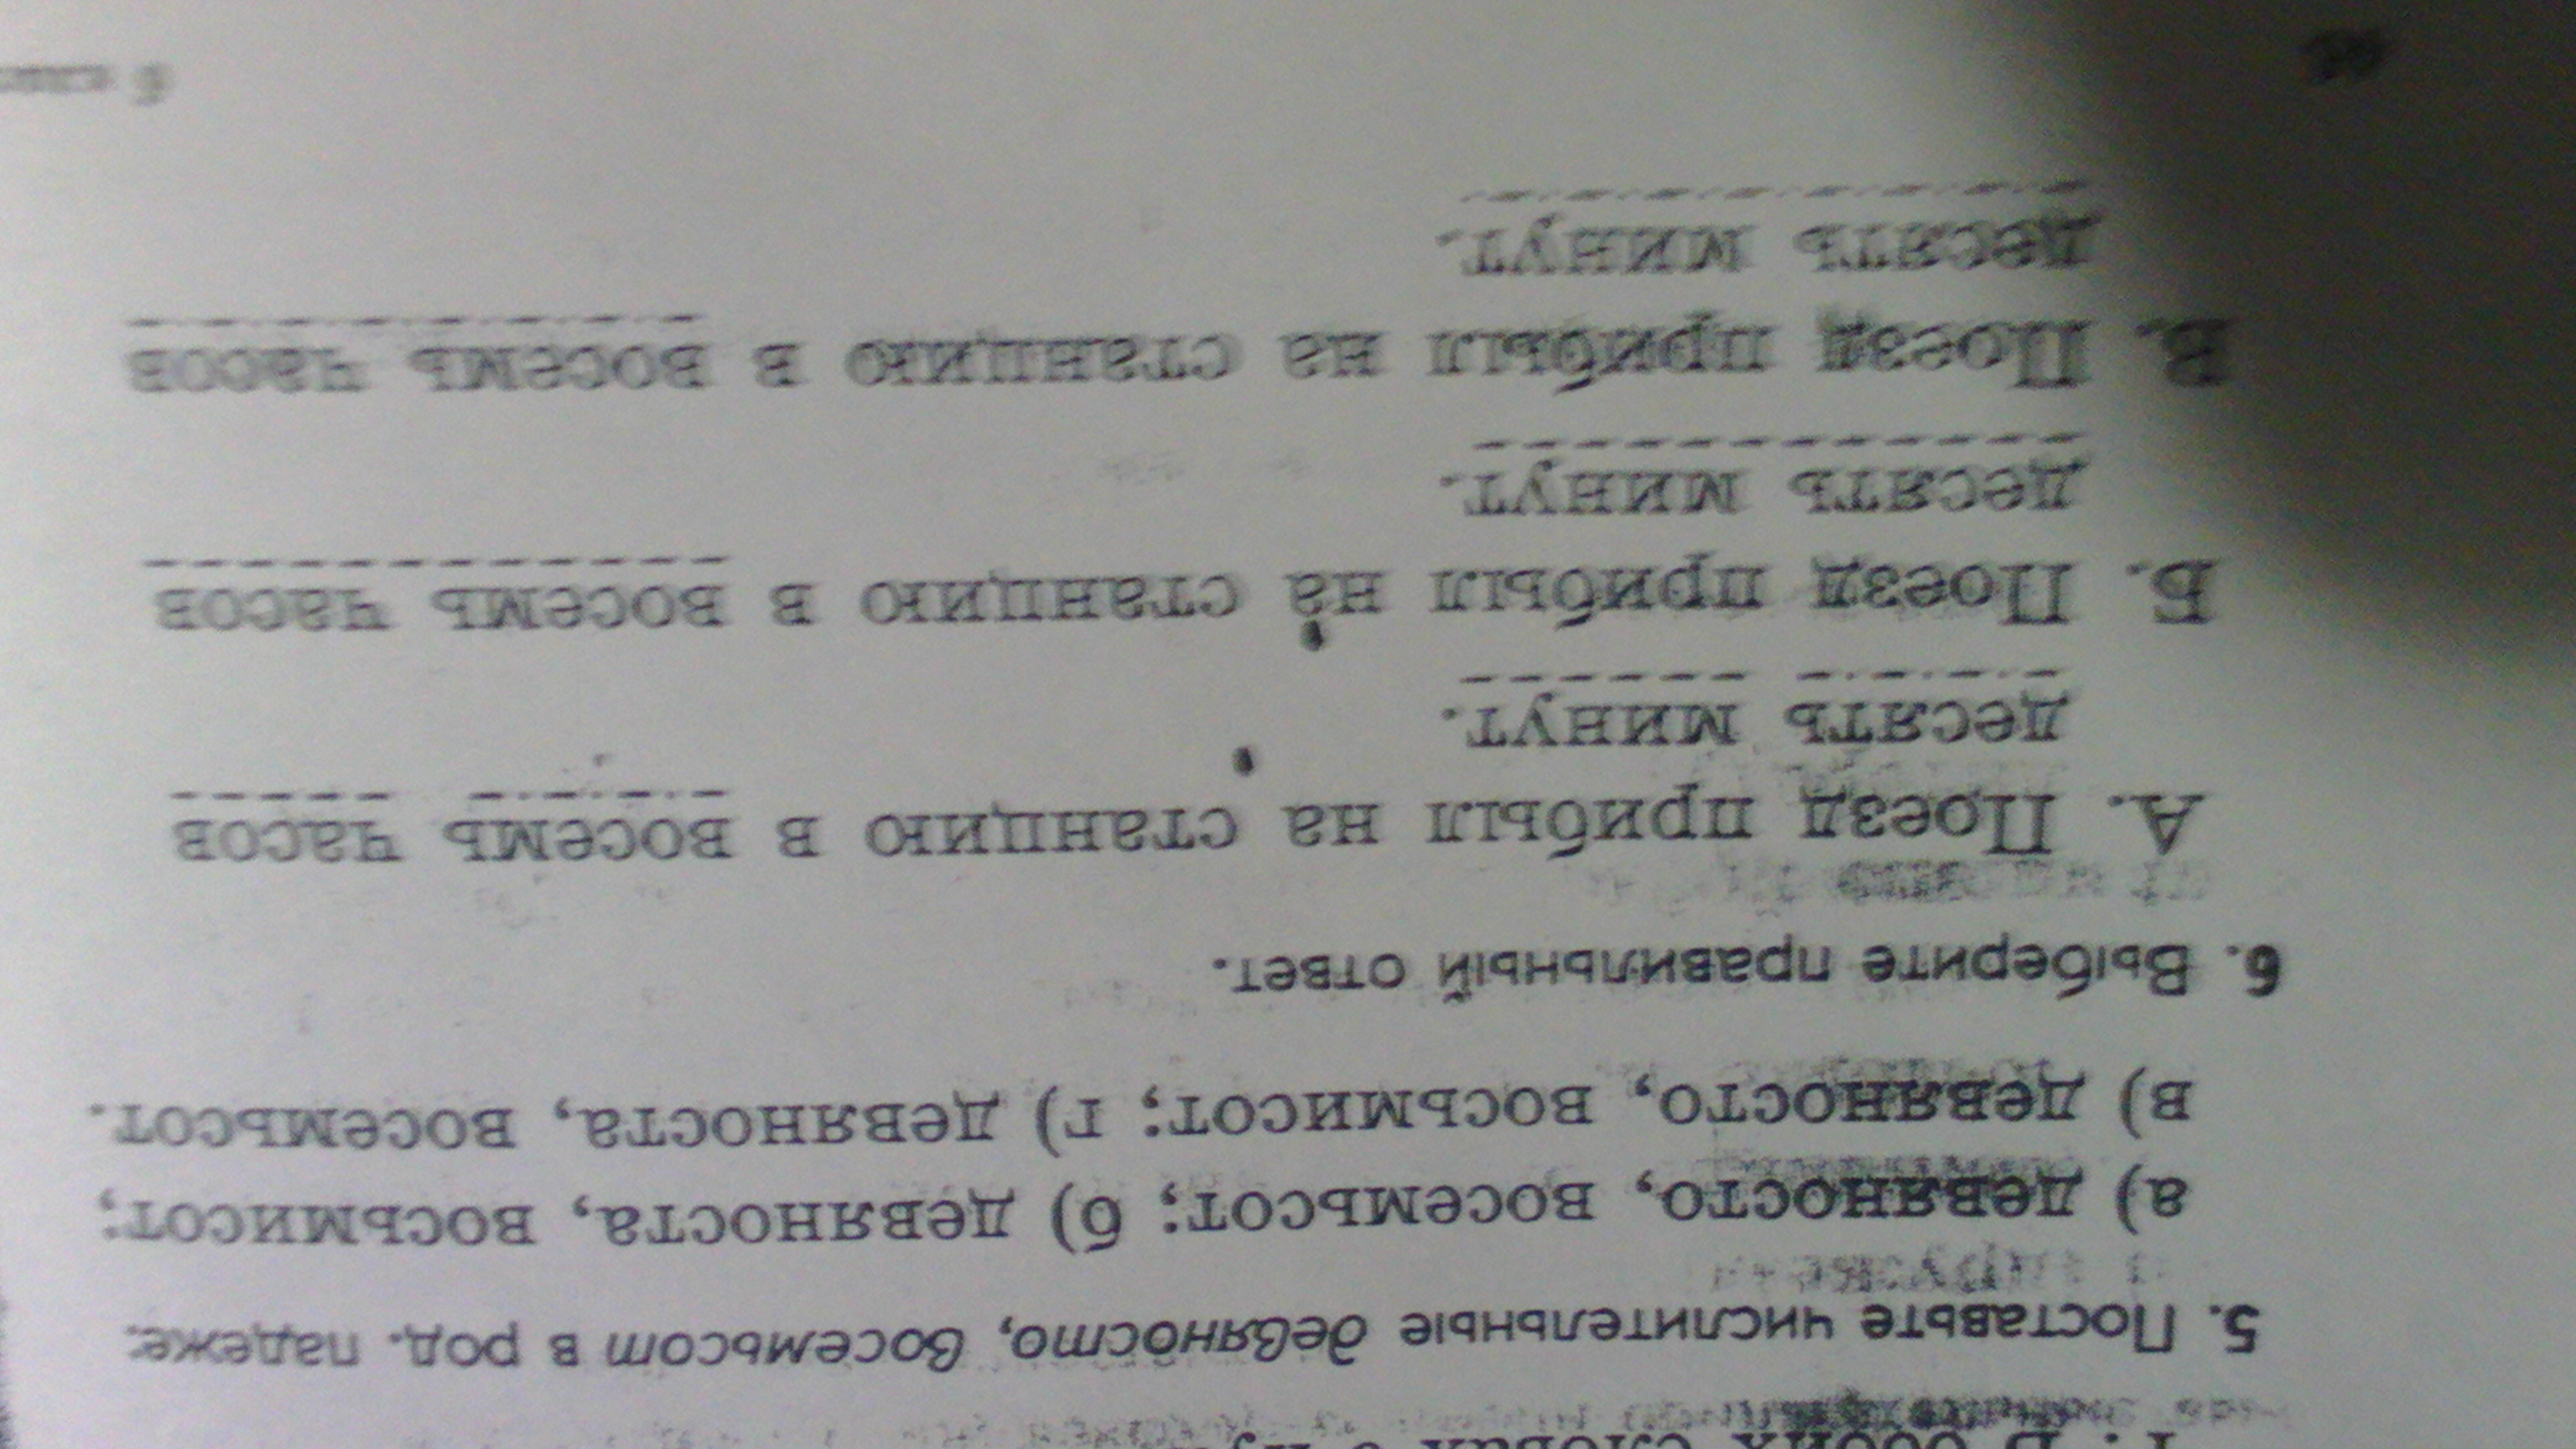 5. Поставьте числительные девяносто, восемьсот в род. падеже.
а) девяносто, восемьсот; б) девяноста, восьмисот;
в) девяносто, восьмисот; г) девяноста, восемьсот.
6. Выберите правильный ответ.
А. Поезд прибыл на станцию в восемь часов
десять минут.
Б. Поезд прибыл на станцию в восемь часов
десять минут.
В. Поезд прибыл на станцию в восемь часов
десять минут.